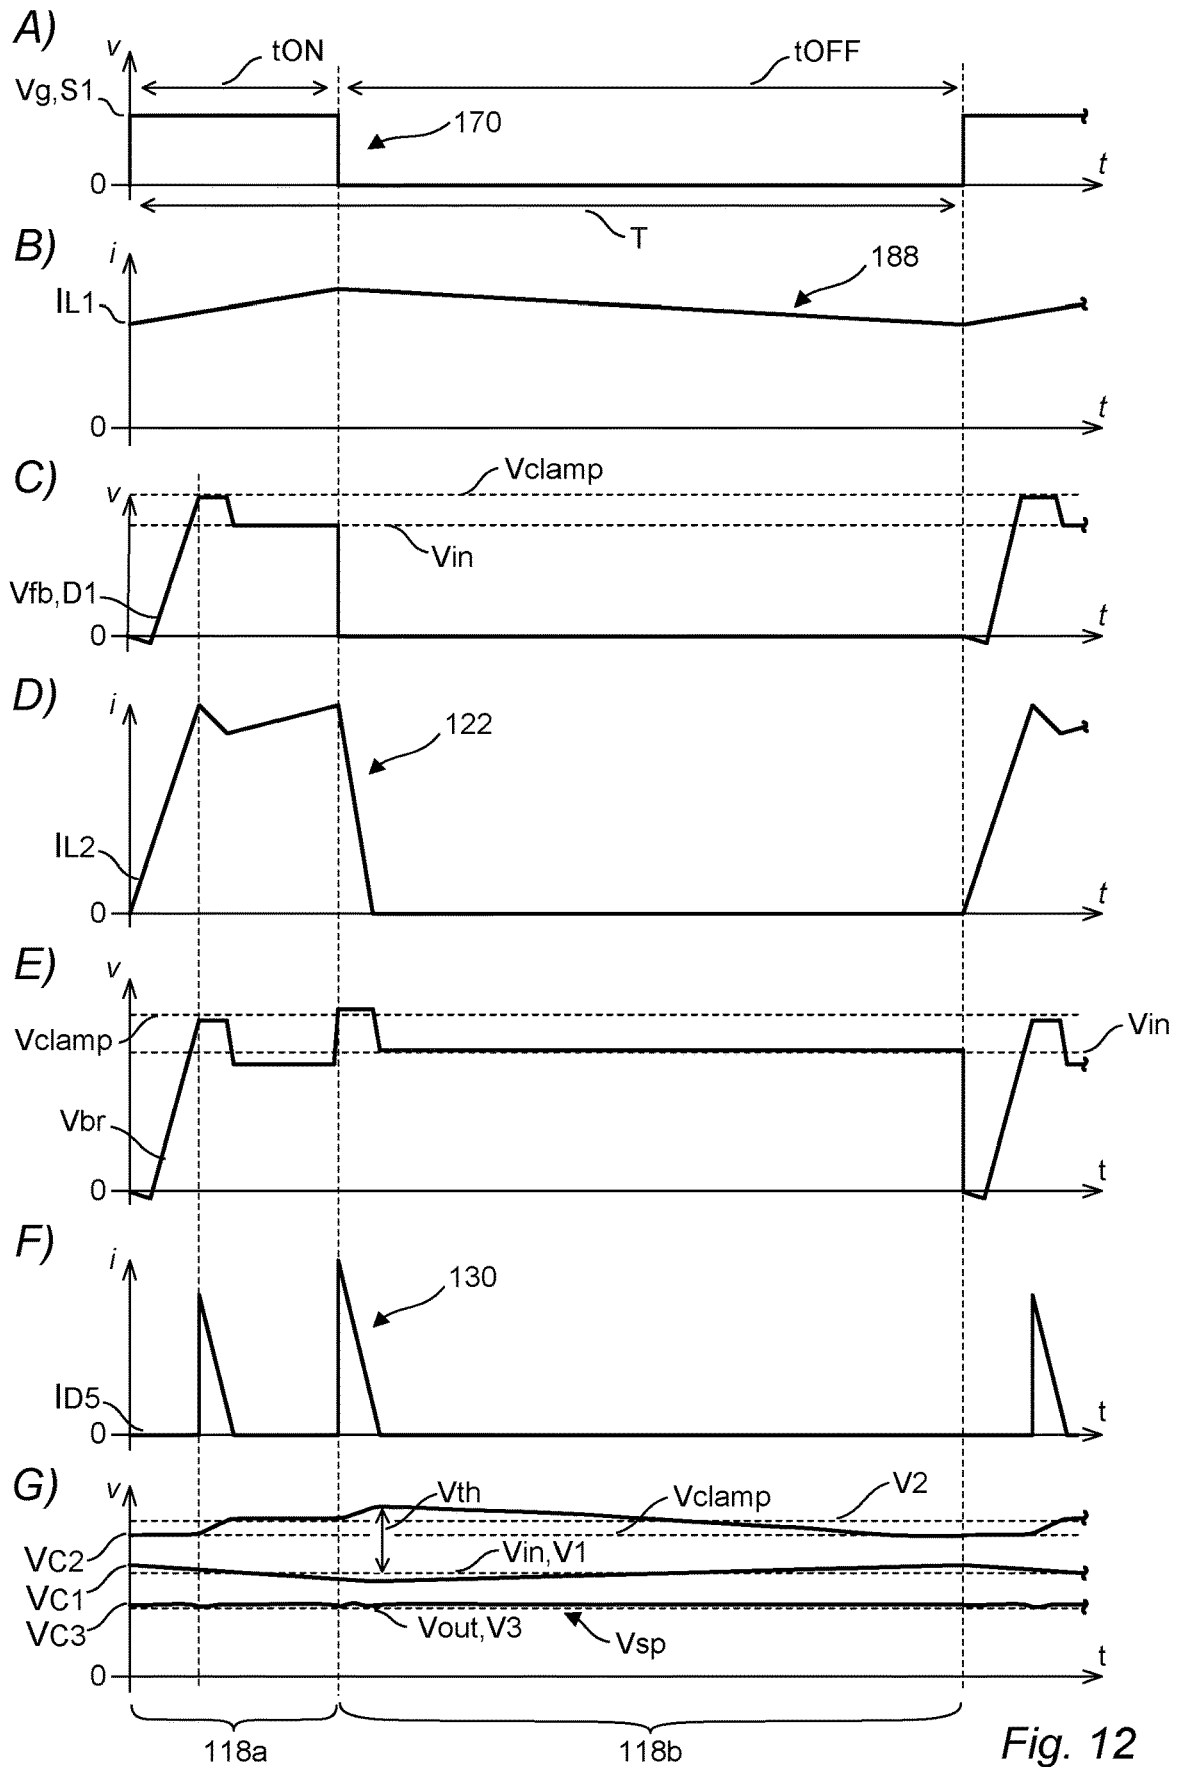 A)
v
tON
tOFF
Vg,S1
170
0
t
T
B)
i
188
IL1
0
t
C)
v
Vclamp
Vin
Vfb,D1
0
t
D)
i
122
IL2
0
t
E)
v
Vclamp
Vin
Vbr
0
t
F)
i
130
ID5
0
t
G)
v
Vth
Vclamp
V2
VC2
Vin,V1
VC1
VC3
Vout,V3
Vsp
0
t
118a
118b
Fig. 12